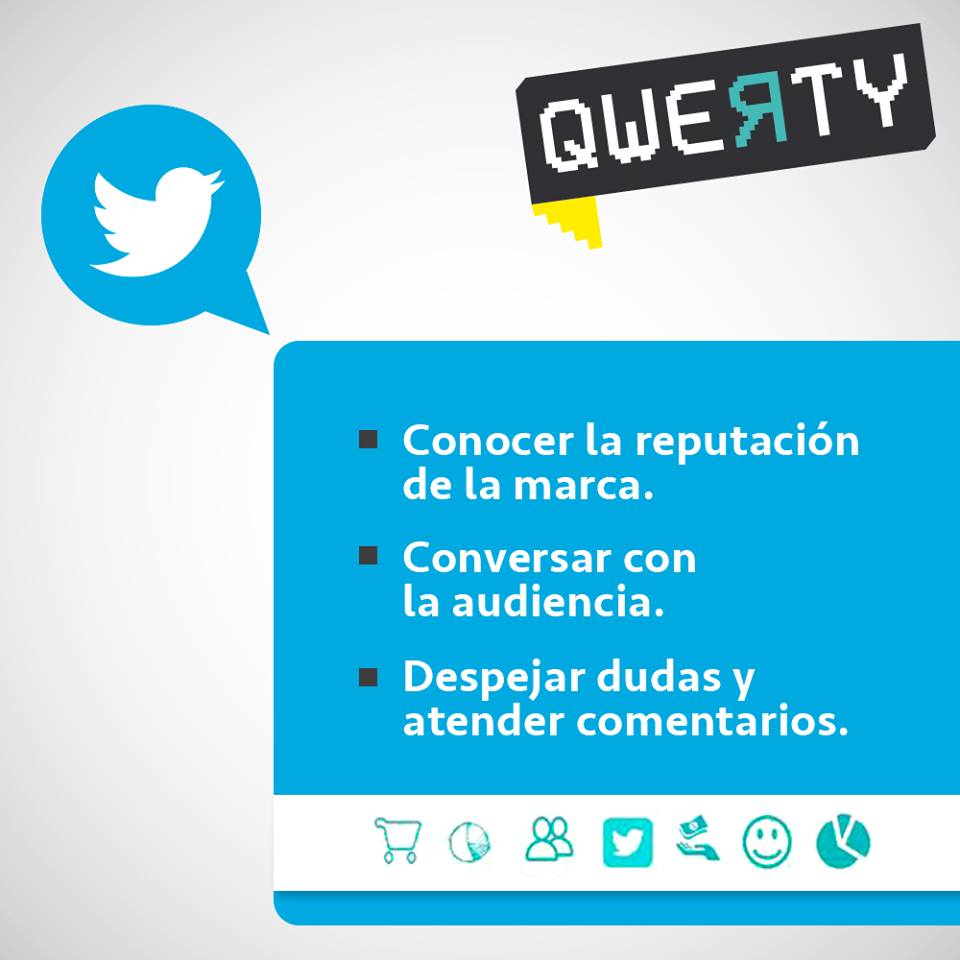 QWEЯTY
Conocer la reputación
de la marca.
Conversar con
la audiencia.
Despejar dudas y
atender comentarios.